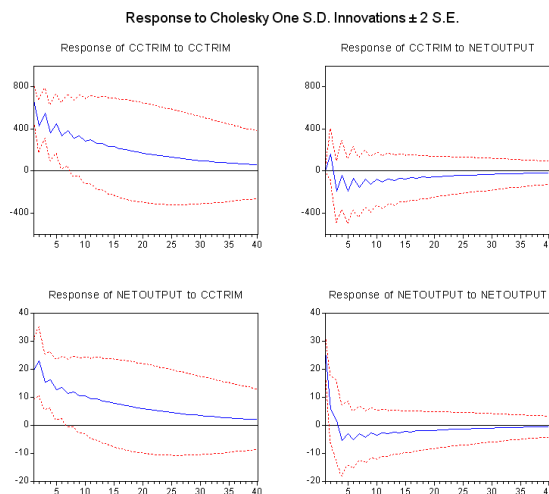 Response to Cholesky One S.D. Innovations ± 2 S.E.
Response of CCTRIM to CCTRIM
800
400
0
-400
5 10 15 20 25 30 35 40
Response of CCTRIM to NETOUTPUT
800
400
0
-400
5 10 15 20 25 30 35 40
Response of NETOUTPUT to CCTRIM
40
30
20
10
0
-10
-20
5 10 15 20 25 30 35 40
Response of NETOUTPUT to NETOUTPUT
40
30
20
10
0
-10
-20
5 10 15 20 25 30 35 40